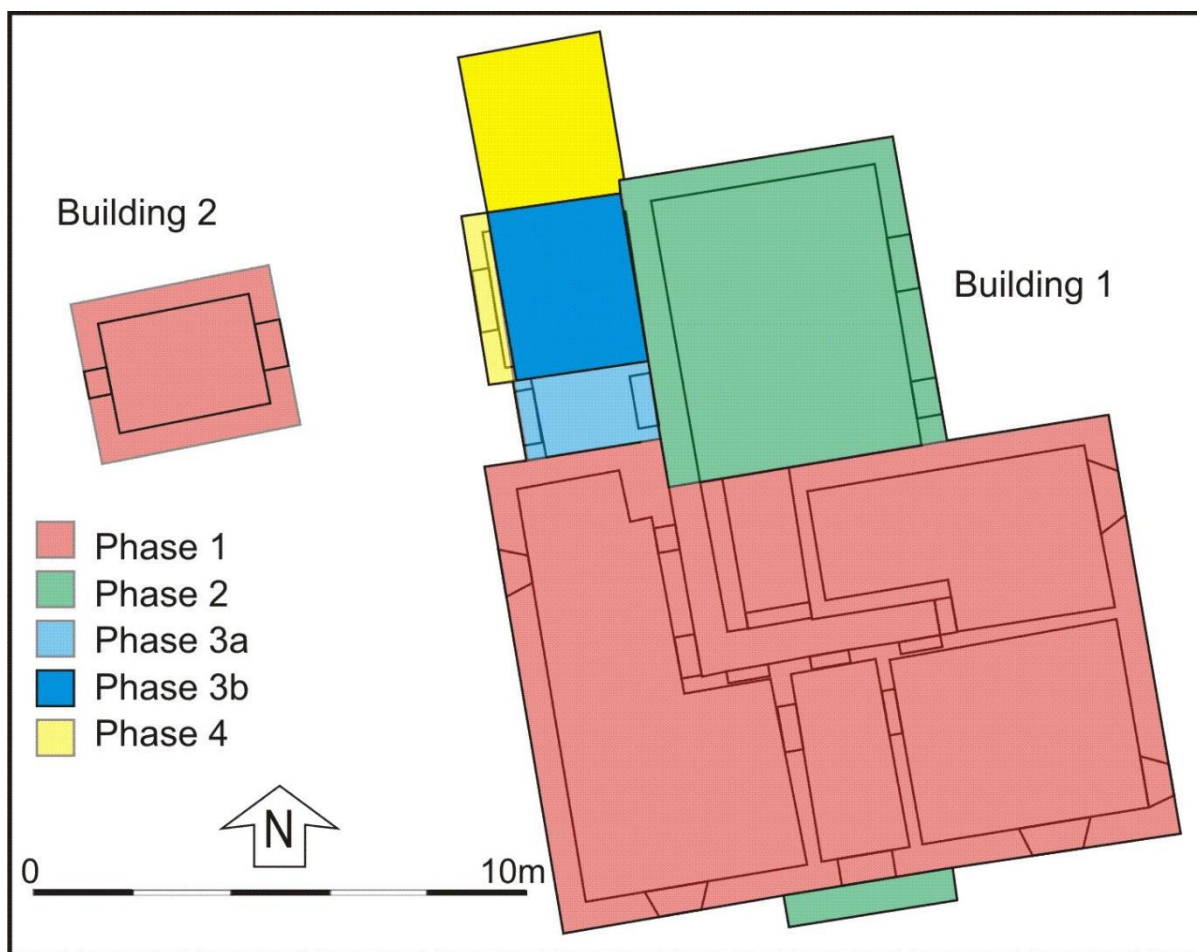 Building 2
Building 1
Phase 1
Phase 2
Phase 3a
Phase 3b
Phase 4
N
0 10m